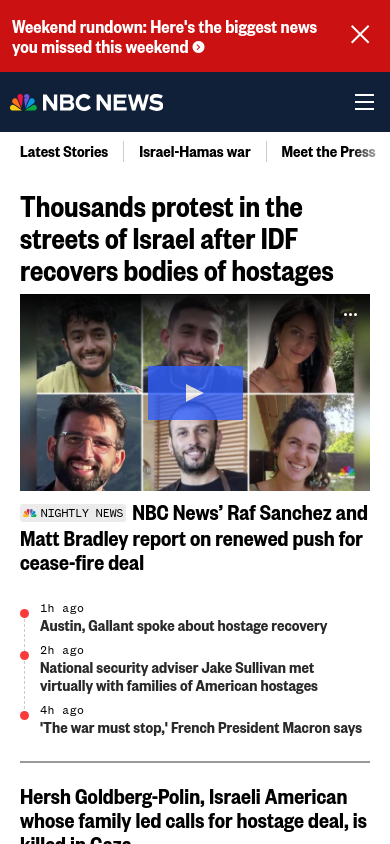 Weekend rundown: Here's the biggest news
you missed this weekend
NBC NEWS
Latest Stories
Israel-Hamas war
Meet the Press
Thousands protest in the
streets of Israel after IDF
recovers bodies of hostages
NIGHTLY NEWS NBC News’ Raf Sanchez and
Matt Bradley report on renewed push for
cease-fire deal
1h ago
Austin, Gallant spoke about hostage recovery
2h ago
National security adviser Jake Sullivan met
virtually with families of American hostages
4h ago
'The war must stop,' French President Macron says
Hersh Goldberg-Polin, Israeli American
whose family led calls for hostage deal, is
killed in Gaza